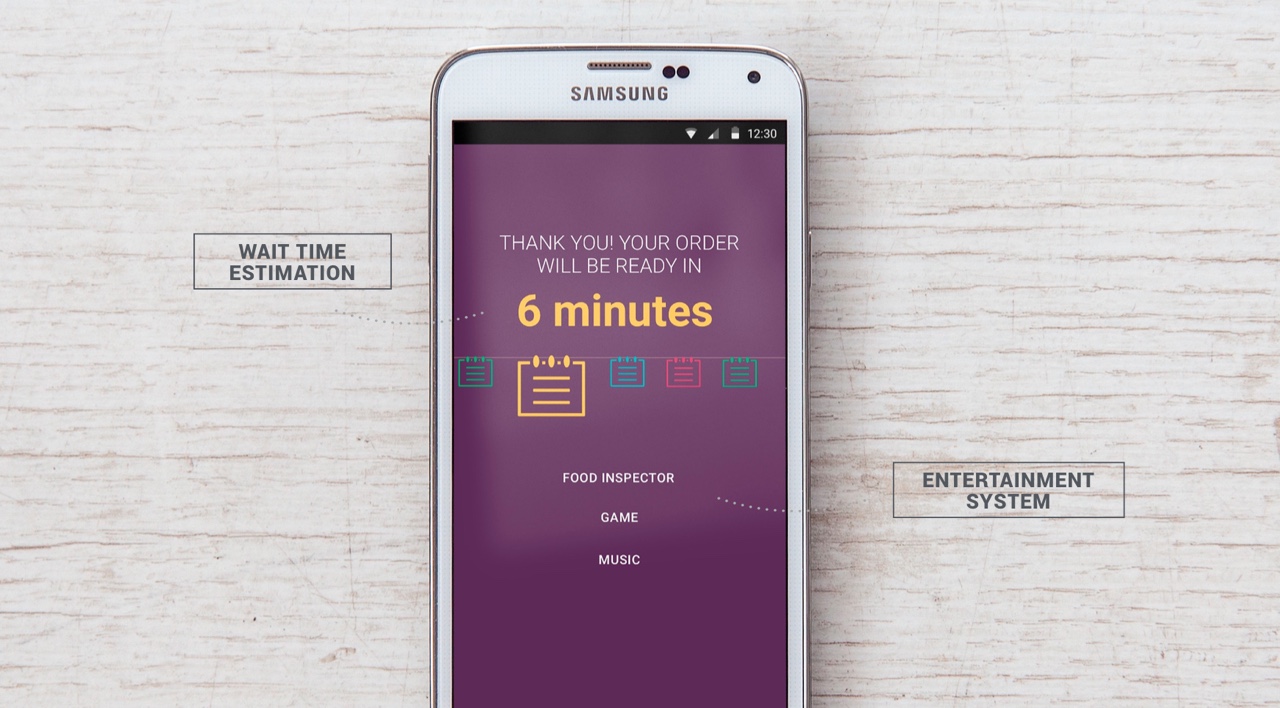 SAMSUNG
12:30
THANK YOU! YOUR ORDER
WILL BE READY IN
6 minutes
WAIT TIME
ESTIMATION
FOOD INSPECTOR
GAME
MUSIC
ENTERTAINMENT
SYSTEM